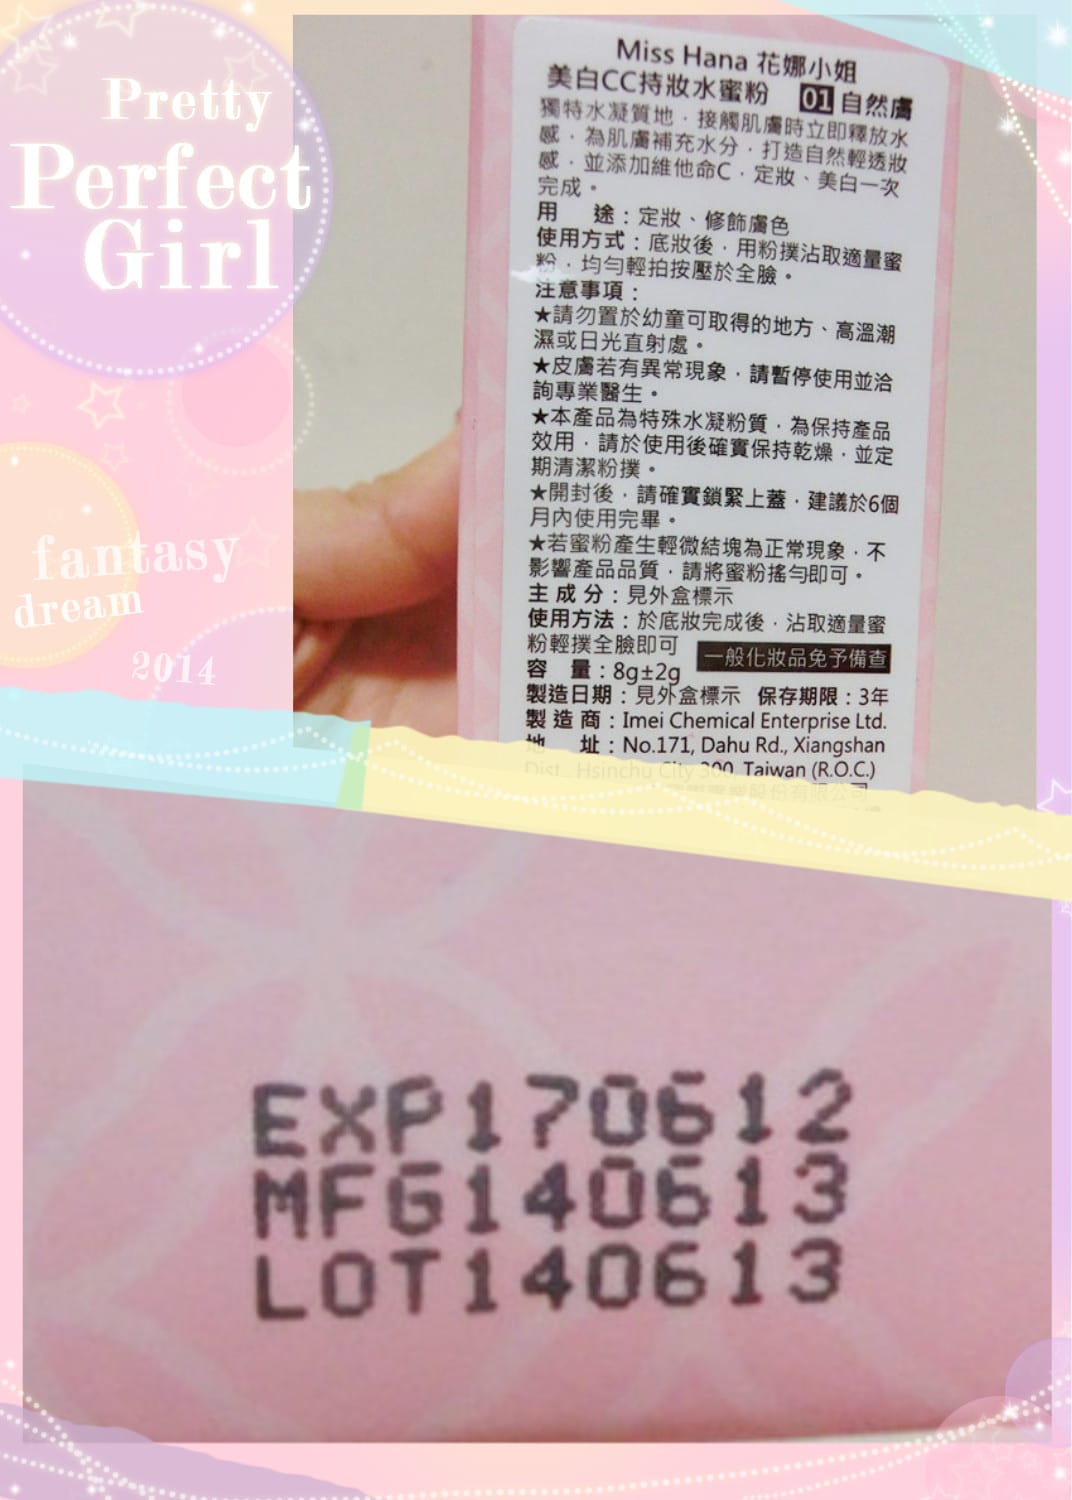 Pretty
Perfect
Girl
fantasy
dream
2014
Miss Hana 花娜小姐
美白CC持妝水蜜粉 01 自然膚
獨特水凝質地，接觸肌膚時立即釋放水
感，為肌膚補充水分，打造自然輕透妝
感，並添加維他命C，定妝、美白一次
完成。
用 途：定妝、修飾膚色
使用方式：底妝後，用粉撲沾取適量蜜
粉，均勻輕拍按壓於全臉。
注意事項：
★請勿置於幼童可取得的地方、高溫潮
濕或日光直射處。
★皮膚若有異常現象，請暫停使用並洽
詢專業醫生。
★本產品為特殊水凝粉質，為保持產品
效用，請於使用後確實保持乾燥，並定
期清潔粉撲。
★開封後，請確實鎖緊上蓋，建議於6個
月內使用完畢。
★若蜜粉產生輕微結塊為正常現象，不
影響產品品質，請將蜜粉搖勻即可。
主成分：見外盒標示
使用方法：於底妝完成後，沾取適量蜜
粉輕撲全臉即可 一般化妝品免予備查
容 量：8g±2g
製造日期：見外盒標示 保存期限：3年
製造商：Imei Chemical Enterprise Ltd.
地 址：No.171, Dahu Rd., Xiangshan
Dist., Hsinchu City 300, Taiwan (R.O.C.)
股份有限公司
EXP170612
MFG140613
LOT140613